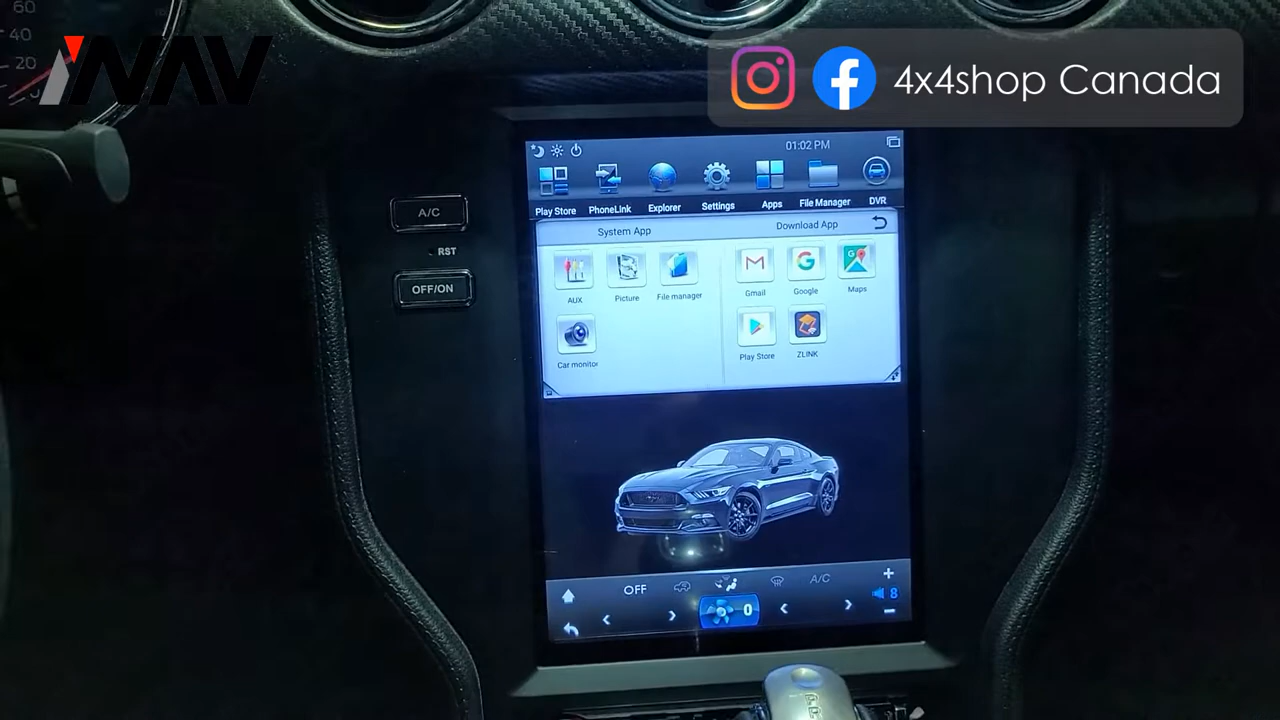 60
40
20
iNAV
4x4shop Canada
01:02 PM
Play Store PhoneLink Explorer Settings Apps File Manager DVR
System App Download App
A/C
RST
OFF/ON
AUX Picture File manager
Gmail Google Maps
Car monitor
Play Store ZLINK
OFF A/C
0 8